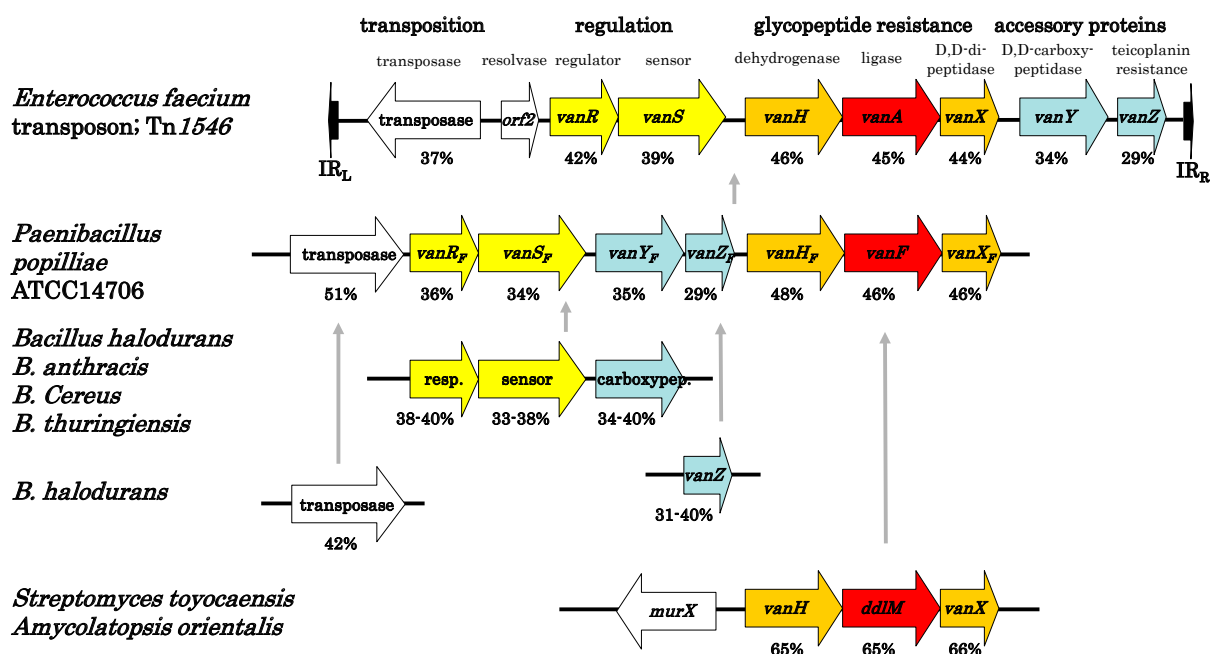 transposition regulation glycopeptide resistance accessory proteins
transposase resolvase regulator sensor dehydrogenase ligase D,D-di-peptidase D,D-carboxy-peptidase teicoplanin resistance
Enterococcus faecium
transposon; Tn1546
transposase orf2 vanR vanS vanH vanA vanX vanY vanZ
37% 42% 39% 46% 45% 44% 34% 29%
IRL IRR
Paenibacillus
popilliae
ATCC14706
transposase vanRF vanSF vanYF vanZF vanHF vanF vanXF
51% 36% 34% 35% 29% 48% 46% 46%
Bacillus halodurans
B. anthracis
B. Cereus
B. thuringiensis
resp. sensor carboxypep.
38-40% 33-38% 34-40%
B. halodurans
vanZ
31-40%
transposase
42%
Streptomyces toyocaensis
Amycolatopsis orientalis
murX vanH ddlM vanX
65% 65% 66%